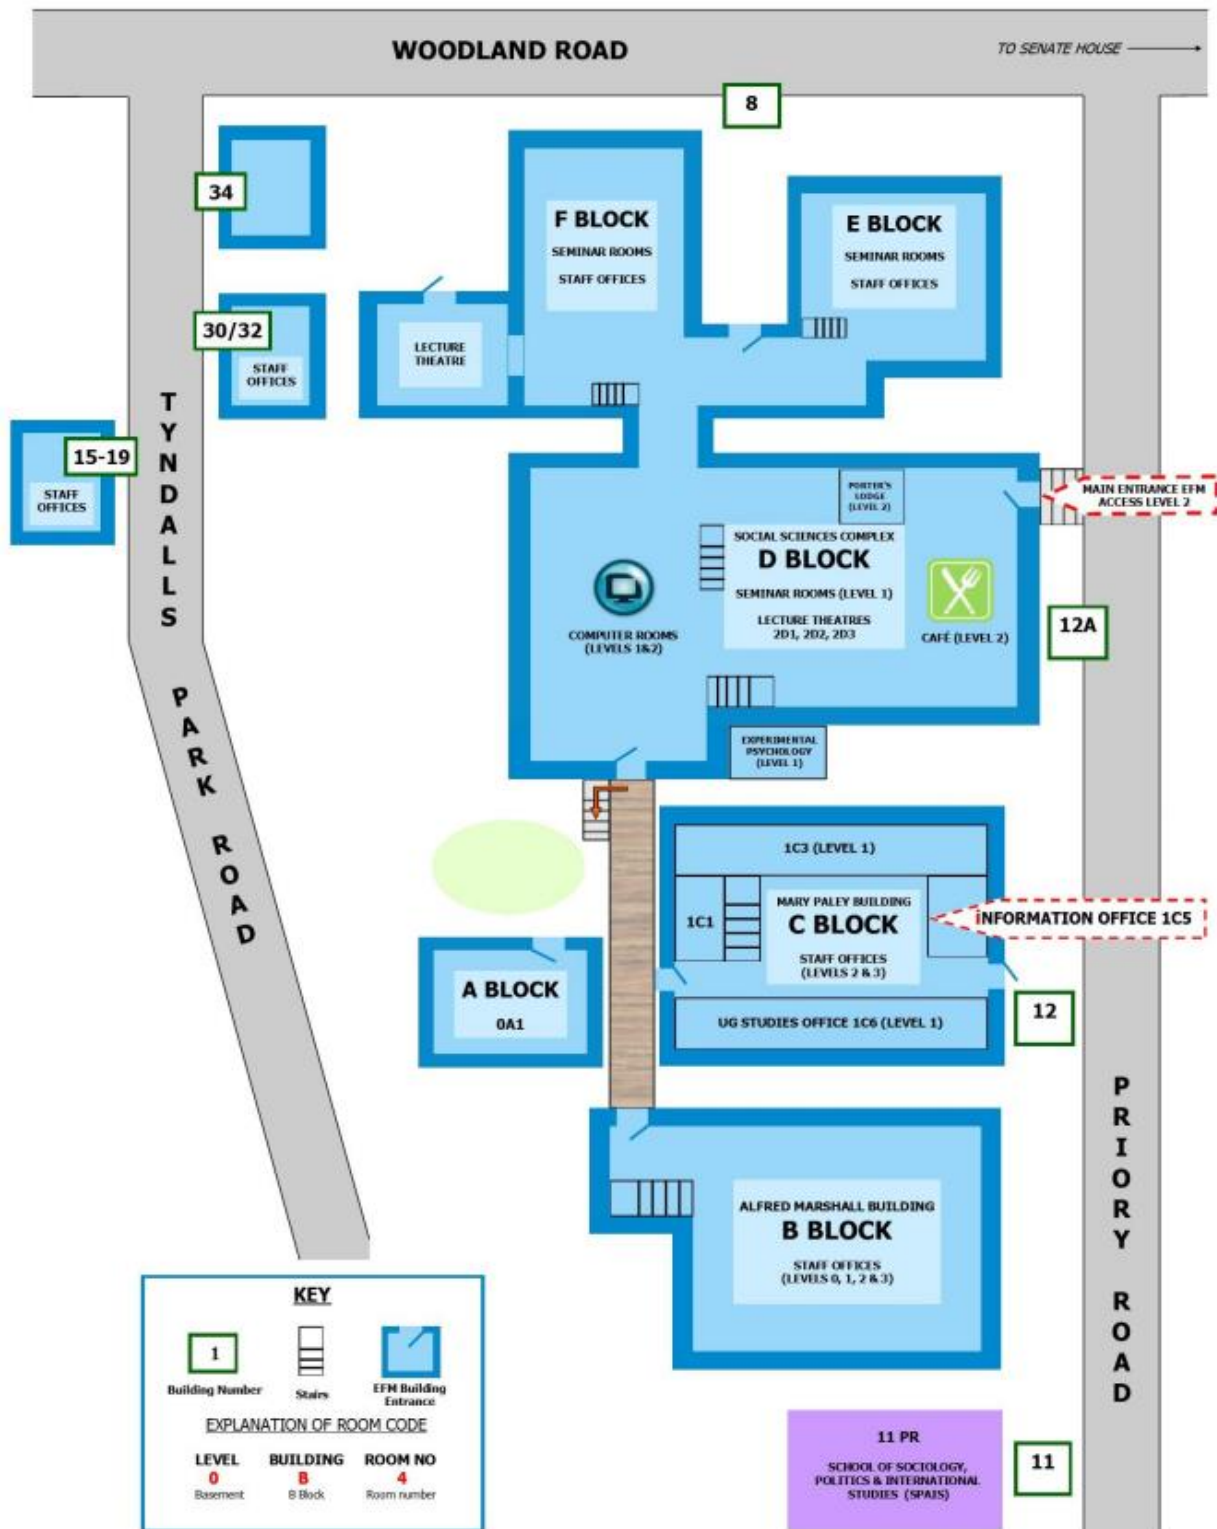 WOODLAND ROAD
TO SENATE HOUSE
8
34
F BLOCK
SEMINAR ROOMS
STAFF OFFICES
E BLOCK
SEMINAR ROOMS
STAFF OFFICES
30/32
STAFF
OFFICES
LECTURE
THEATRE
15-19
STAFF
OFFICES
TYNDALLS PARK ROAD
PORTER'S
LODGE
(LEVEL 2)
MAIN ENTRANCE EFM
ACCESS LEVEL 2
SOCIAL SCIENCES COMPLEX
D BLOCK
SEMINAR ROOMS (LEVEL 1)
LECTURE THEATRES
2D1, 2D2, 2D3
COMPUTER ROOMS
(LEVELS 1&2)
CAFÉ (LEVEL 2)
12A
EXPERIMENTAL
PSYCHOLOGY
(LEVEL 1)
1C3 (LEVEL 1)
1C1
MARY PALEY BUILDING
C BLOCK
STAFF OFFICES
(LEVELS 2 & 3)
NFORMATION OFFICE 1C5
A BLOCK
0A1
12
UG STUDIES OFFICE 1C6 (LEVEL 1)
PRIORY ROAD
ALFRED MARSHALL BUILDING
B BLOCK
STAFF OFFICES
(LEVELS 0, 1, 2 & 3)
KEY
1
Building Number
Stairs
EFM Building
Entrance
EXPLANATION OF ROOM CODE
LEVEL BUILDING ROOM NO
0 B 4
Basement B Block Room number
11 PR
SCHOOL OF SOCIOLOGY,
POLITICS & INTERNATIONAL
STUDIES (SPAIS)
11